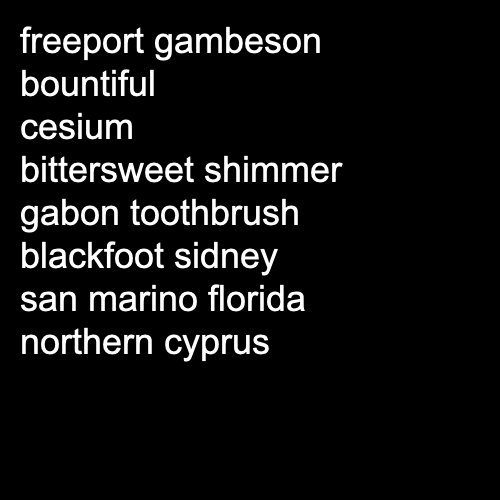 freeport gambeson
bountiful
cesium
bittersweet shimmer
gabon toothbrush
blackfoot sidney
san marino florida
northern cyprus